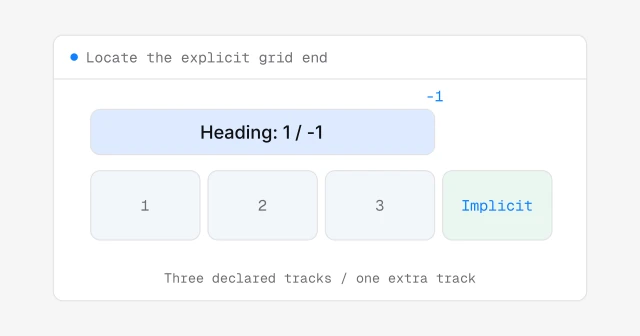 Locate the explicit grid end
-1
Heading: 1 / -1
1 2 3 Implicit
Three declared tracks / one extra track